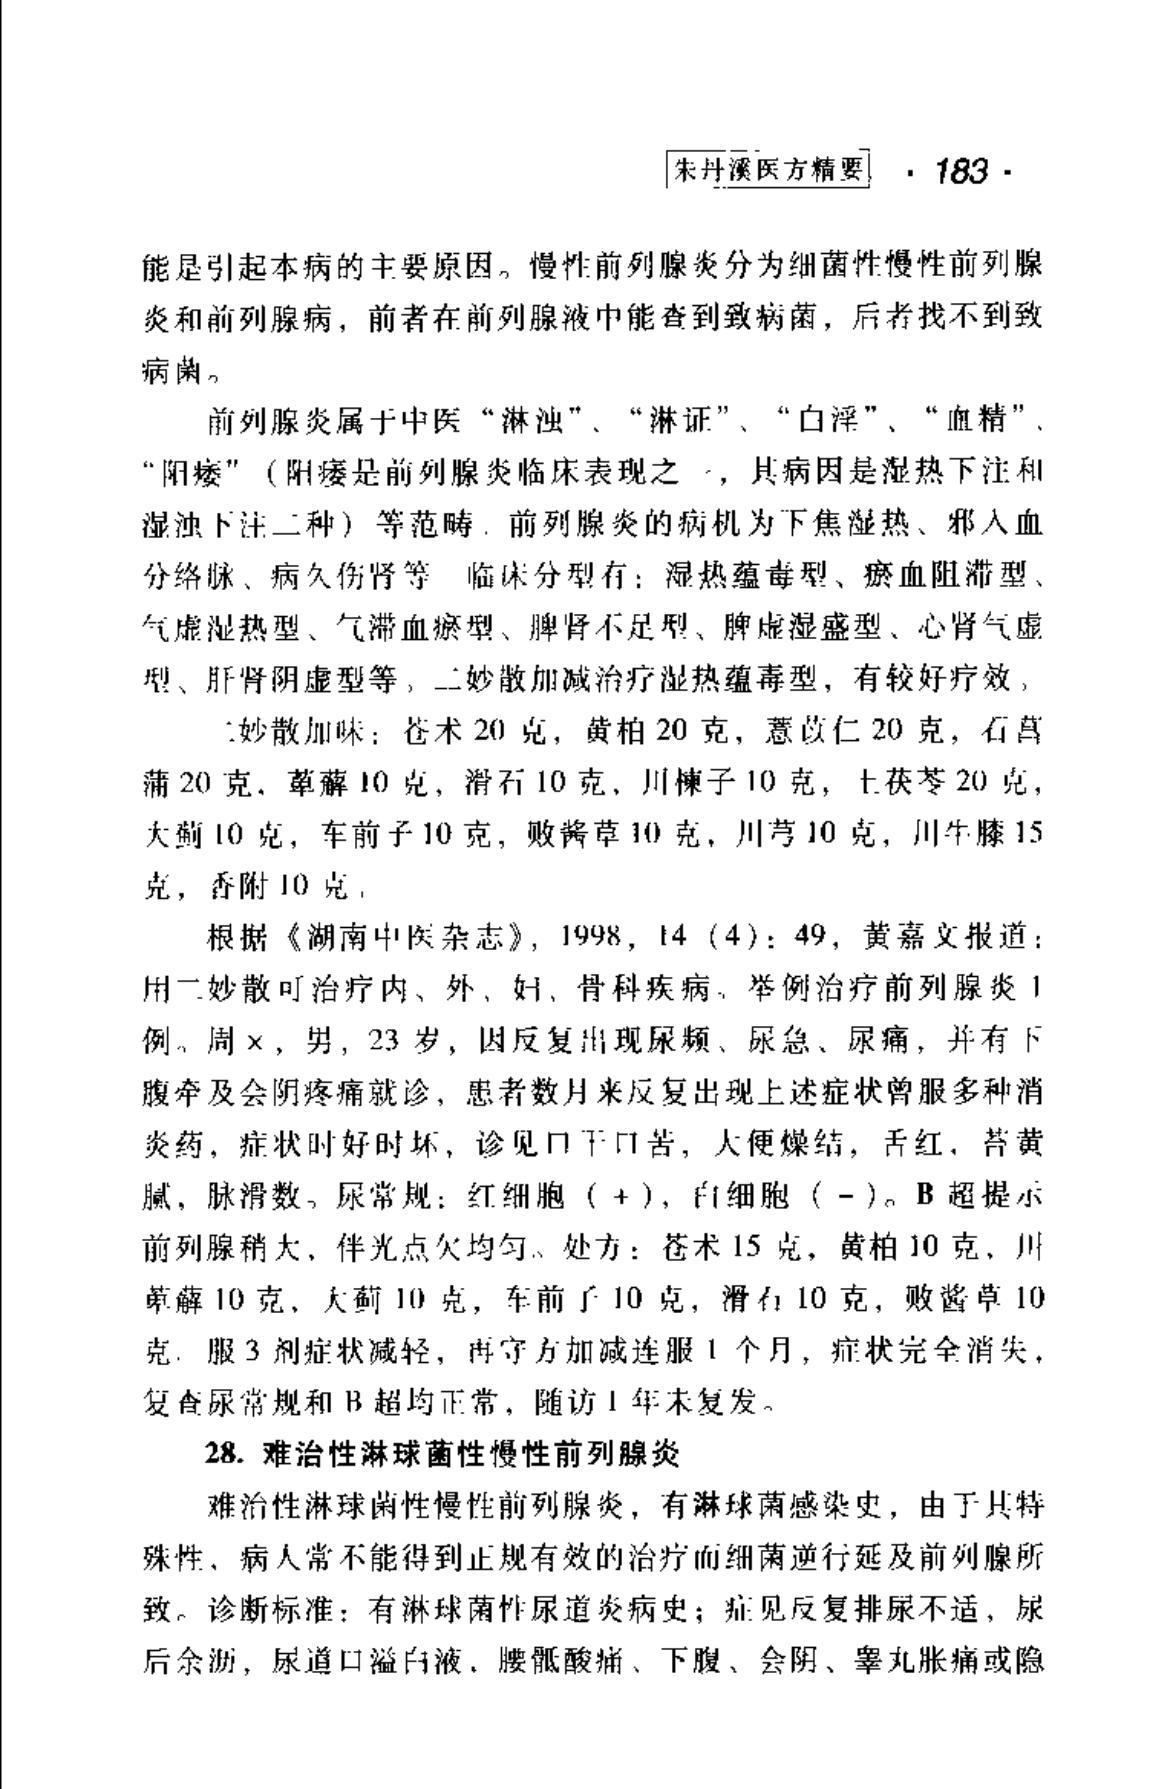 朱丹溪医方精要 · 183 ·
能是引起本病的主要原因。慢性前列腺炎分为细菌性慢性前列腺
炎和前列腺病，前者在前列腺液中能查到致病菌，后者找不到致
病菌。
前列腺炎属于中医“淋浊”、“淋证”、“白淫”、“血精”、
“阳痿”（阳痿是前列腺炎临床表现之一，其病因是湿热下注和
湿浊下注二种）等范畴。前列腺炎的病机为下焦湿热、邪入血
分络脉、病久伤肾等 临床分型有：湿热蕴毒型、瘀血阻滞型、
气虚湿热型、气滞血瘀型、脾肾不足型、脾虚湿盛型、心肾气虚
型、肝肾阴虚型等。二妙散加减治疗湿热蕴毒型，有较好疗效。
二妙散加味：苍术 20 克，黄柏 20 克，薏苡仁 20 克，石菖
蒲 20 克，萆薢 10 克，滑石 10 克，川楝子 10 克，土茯苓 20 克，
大蓟 10 克，车前子 10 克，败酱草 10 克，川芎 10 克，川牛膝 15
克，香附 10 克。
根据《湖南中医杂志》，1998，14（4）：49，黄嘉文报道：
用二妙散可治疗内、外、妇、骨科疾病。举例治疗前列腺炎 1
例。周×，男，23 岁，因反复出现尿频、尿急、尿痛，并有下
腹牵及会阴疼痛就诊，患者数月来反复出现上述症状曾服多种消
炎药，症状时好时坏，诊见口干口苦，大便燥结，舌红，苔黄
腻，脉滑数。尿常规：红细胞（+），白细胞（-）。B 超提示
前列腺稍大，伴光点欠均匀。处方：苍术 15 克，黄柏 10 克，川
萆薢 10 克，大蓟 10 克，车前子 10 克，滑石 10 克，败酱草 10
克。服 3 剂症状减轻，再守方加减连服 1 个月，症状完全消失，
复查尿常规和 B 超均正常，随访 1 年未复发。
28. 难治性淋球菌性慢性前列腺炎
难治性淋球菌性慢性前列腺炎，有淋球菌感染史，由于其特
殊性，病人常不能得到正规有效的治疗而细菌逆行延及前列腺所
致。诊断标准：有淋球菌性尿道炎病史；症见反复排尿不适，尿
后余沥，尿道口溢白液，腰骶酸痛、下腹、会阴、睾丸胀痛或隐